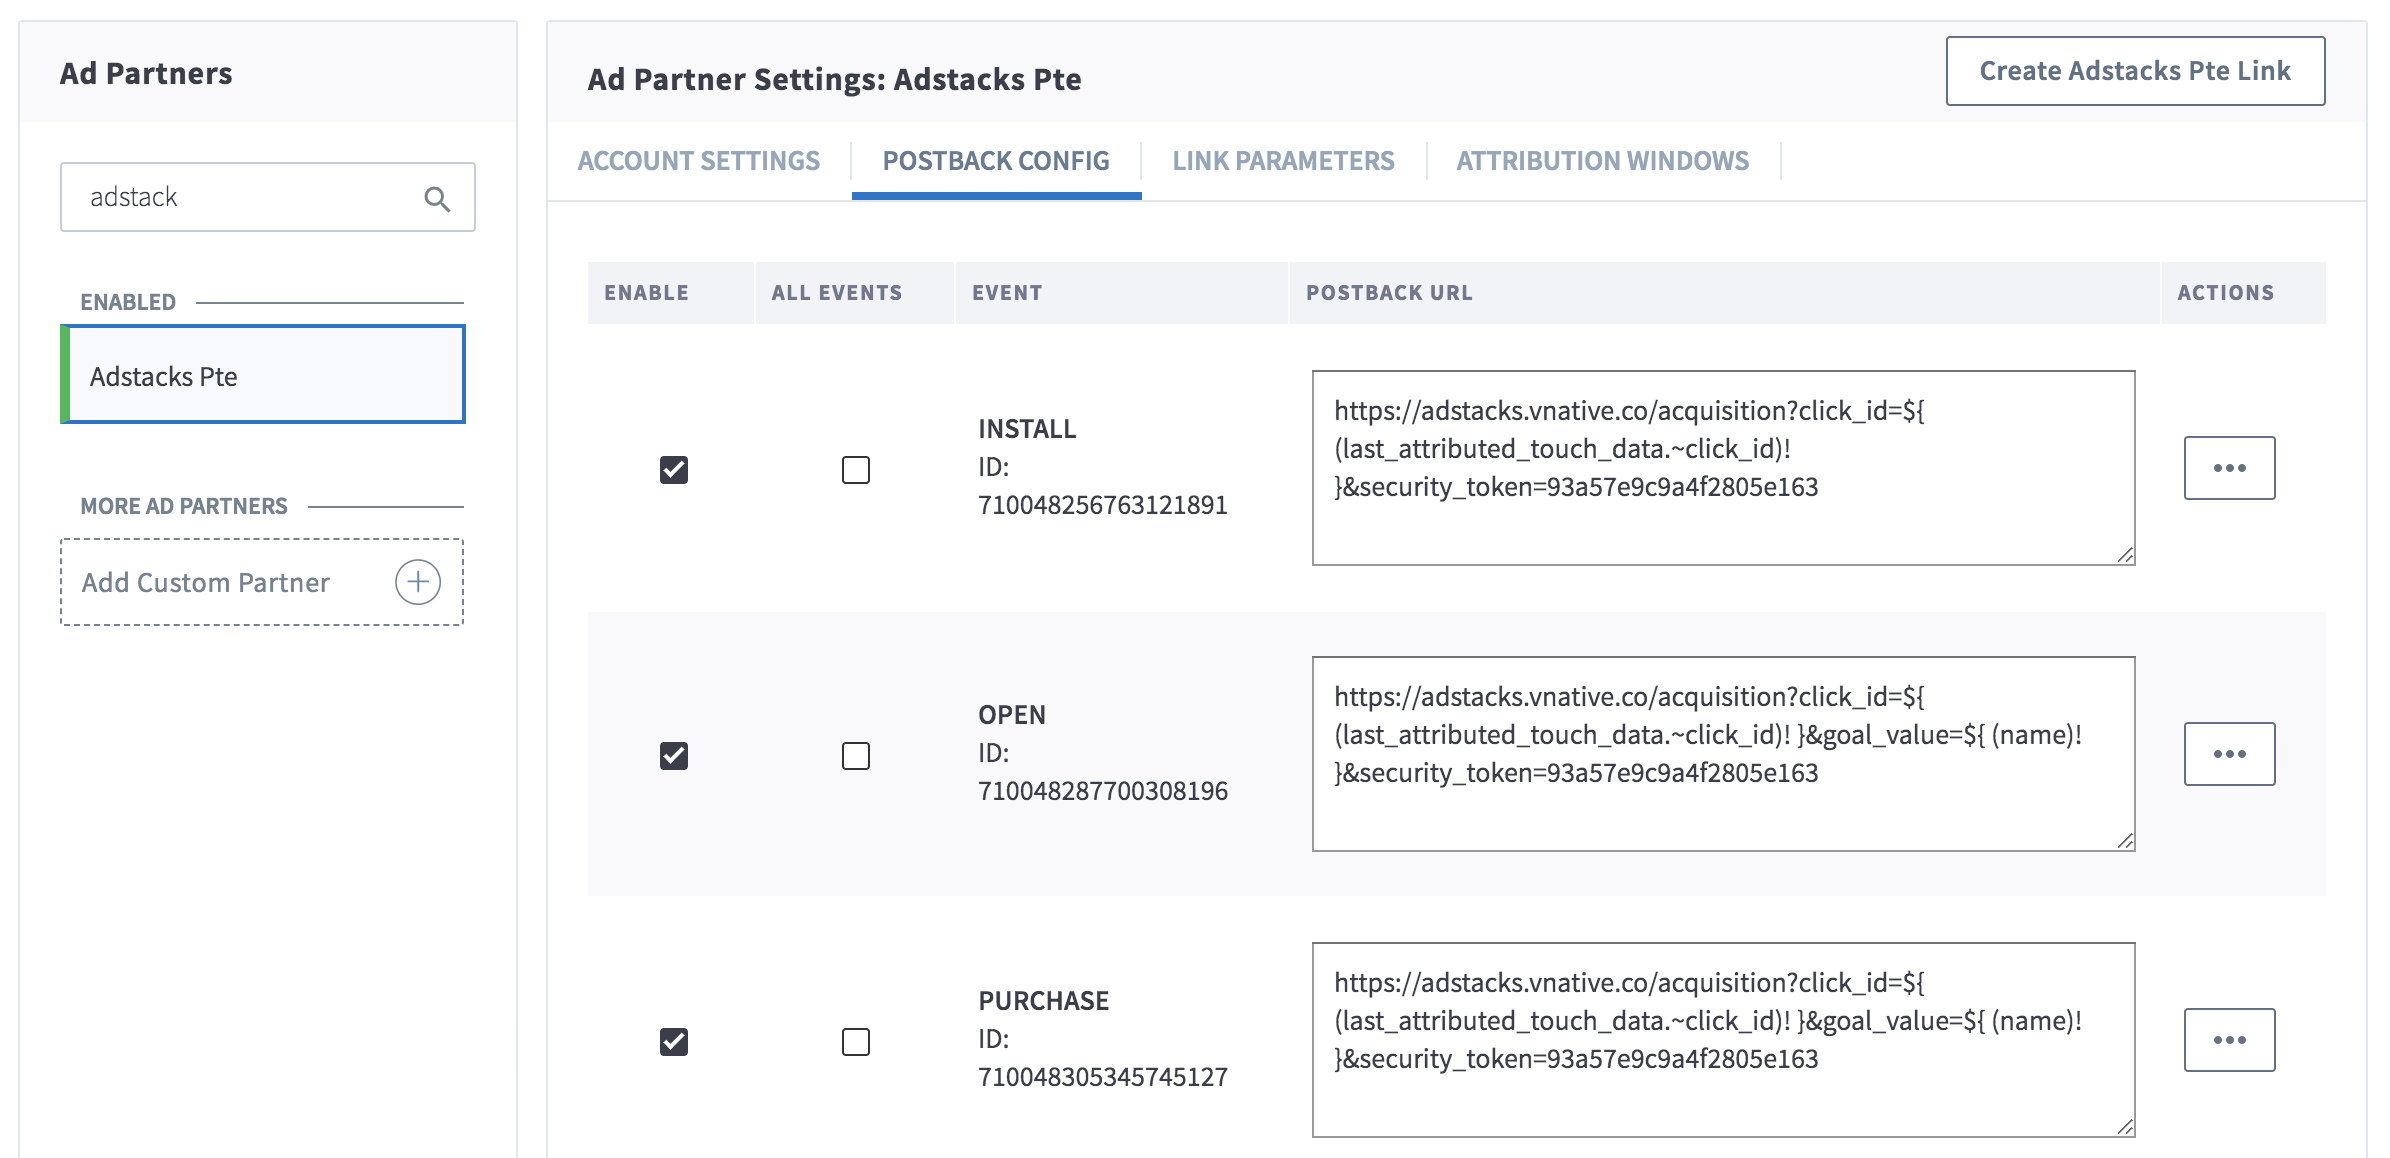 Ad Partners
adstack
ENABLED
Adstacks Pte
MORE AD PARTNERS
Add Custom Partner
Ad Partner Settings: Adstacks Pte
Create Adstacks Pte Link
ACCOUNT SETTINGS
POSTBACK CONFIG
LINK PARAMETERS
ATTRIBUTION WINDOWS
ENABLE
ALL EVENTS
EVENT
POSTBACK URL
ACTIONS
INSTALL
ID:
710048256763121891
https://adstacks.vnative.co/acquisition?click_id=${
(last_attributed_touch_data.~click_id)!
}&security_token=93a57e9c9a4f2805e163
OPEN
ID:
710048287700308196
https://adstacks.vnative.co/acquisition?click_id=${
(last_attributed_touch_data.~click_id)! }&goal_value=${ (name)!
}&security_token=93a57e9c9a4f2805e163
PURCHASE
ID:
710048305345745127
https://adstacks.vnative.co/acquisition?click_id=${
(last_attributed_touch_data.~click_id)! }&goal_value=${ (name)!
}&security_token=93a57e9c9a4f2805e163